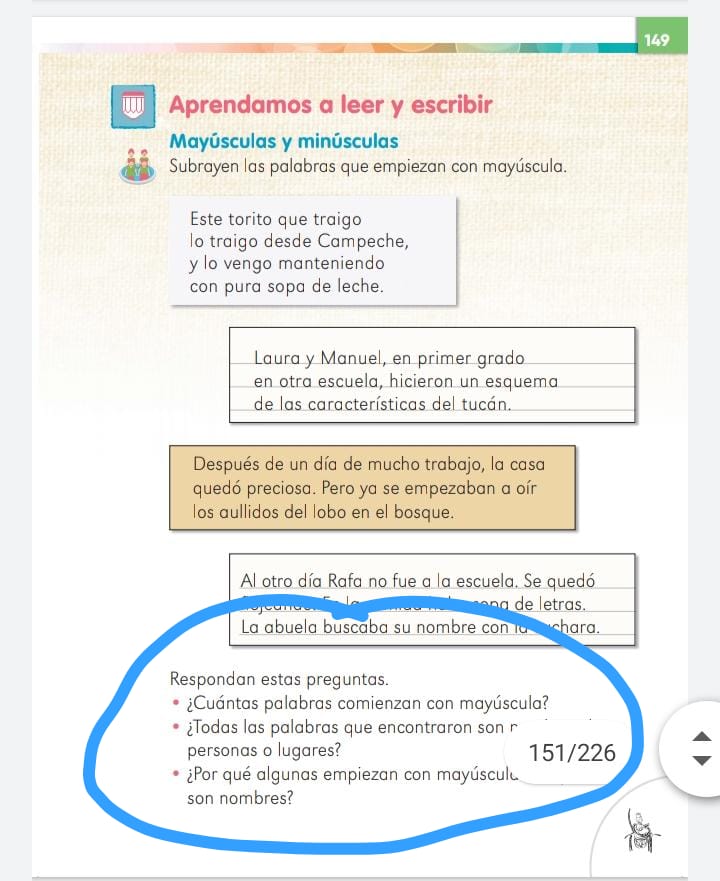 149
Aprendamos a leer y escribir
Mayúsculas y minúsculas
Subrayen las palabras que empiezan con mayúscula.
Este torito que traigo
lo traigo desde Campeche,
y lo vengo manteniendo
con pura sopa de leche.
Laura y Manuel, en primer grado
en otra escuela, hicieron un esquema
de las características del tucán.
Después de un día de mucho trabajo, la casa
quedó preciosa. Pero ya se empezaban a oír
los aullidos del lobo en el bosque.
Al otro día Rafa no fue a la escuela. Se quedó
sopa de letras.
La abuela buscaba su nombre con la cuchara.
Respondan estas preguntas.
¿Cuántas palabras comienzan con mayúscula?
¿Todas las palabras que encontraron son
personas o lugares?
151/226
¿Por qué algunas empiezan con mayúscula
son nombres?